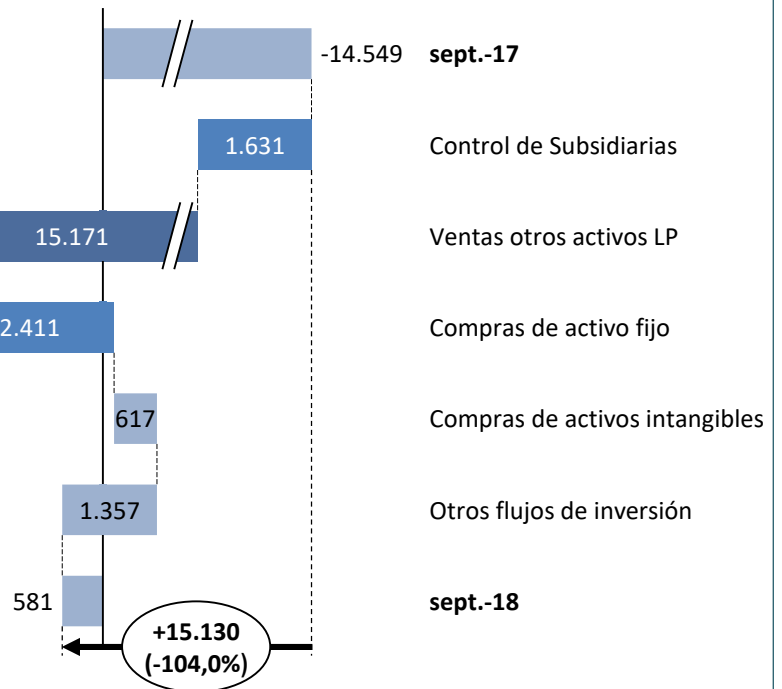 -14.549 sept.-17
1.631 Control de Subsidiarias
15.171 Ventas otros activos LP
2.411 Compras de activo fijo
617 Compras de activos intangibles
1.357 Otros flujos de inversión
581 sept.-18
+15.130
(-104,0%)